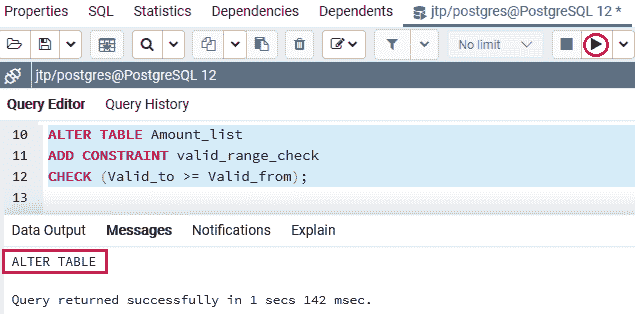 Properties SQL Statistics Dependencies Dependents jtp/postgres@PostgreSQL 12 *
No limit
jtp/postgres@PostgreSQL 12
Query Editor Query History
10 ALTER TABLE Amount_list
11 ADD CONSTRAINT valid_range_check
12 CHECK (Valid_to >= Valid_from);
13
Data Output Messages Notifications Explain
ALTER TABLE
Query returned successfully in 1 secs 142 msec.